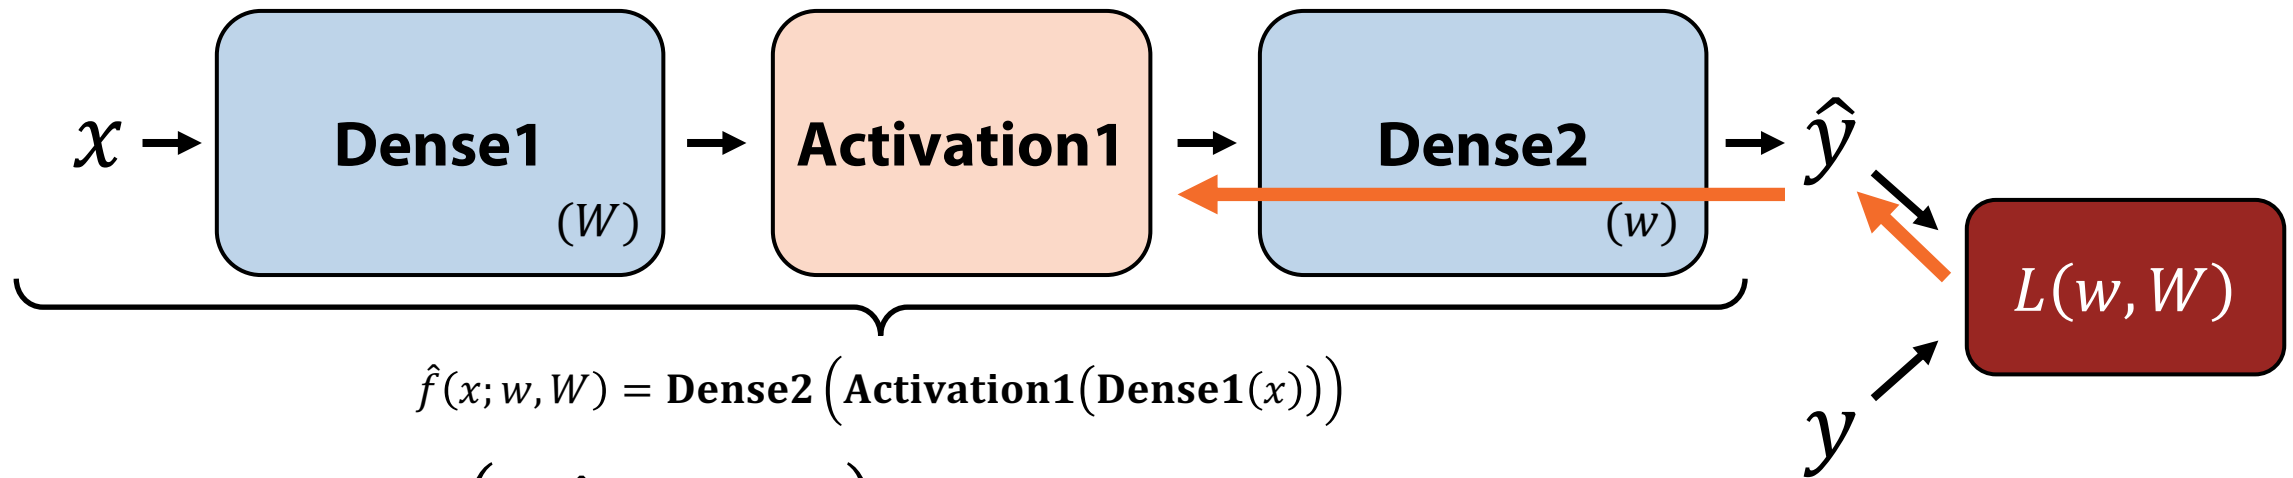 x Dense1 (W) Activation1 Dense2 (w) ŷ
L(w, W)
f̂(x; w, W) = Dense2(Activation1(Dense1(x)))
y